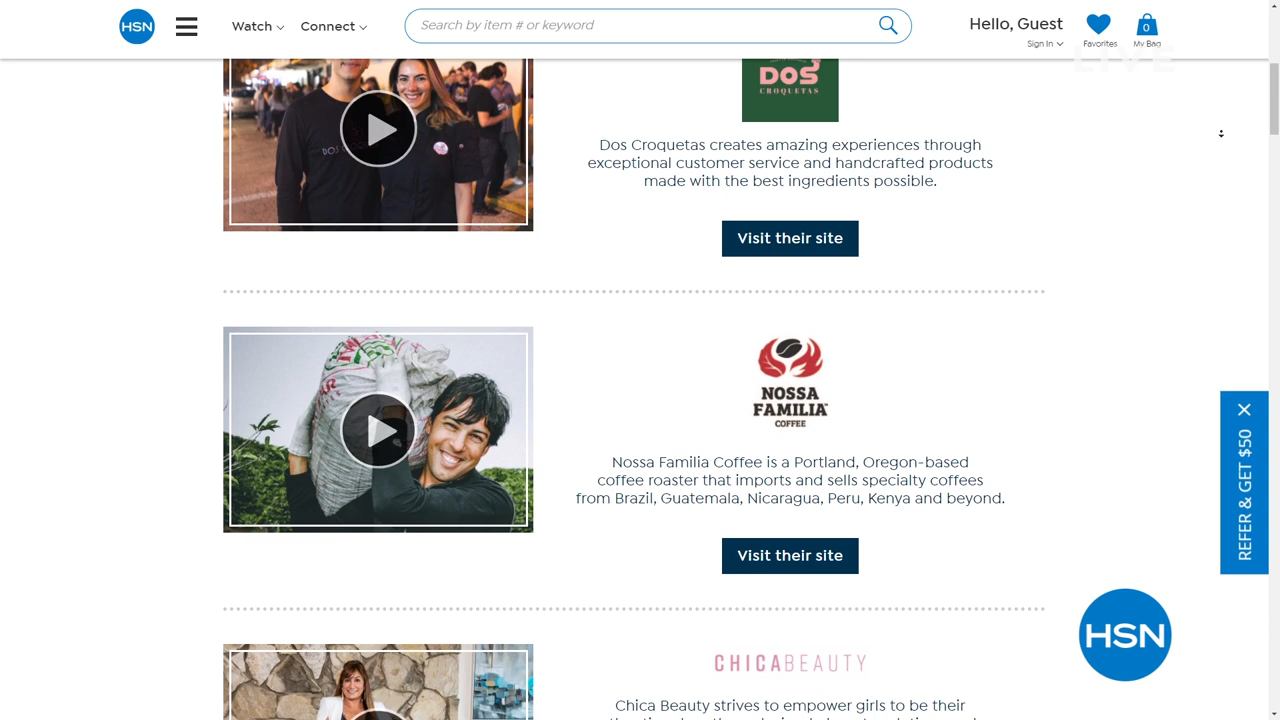 HSN
Watch
Connect
Search by item # or keyword
Hello, Guest
Sign In
Favorites
0
My Bag
LIVE
DOS
CROQUETAS
Dos Croquetas creates amazing experiences through
exceptional customer service and handcrafted products
made with the best ingredients possible.
Visit their site
NOSSA
FAMILIA
COFFEE
Nossa Familia Coffee is a Portland, Oregon-based
coffee roaster that imports and sells specialty coffees
from Brazil, Guatemala, Nicaragua, Peru, Kenya and beyond.
Visit their site
REFER & GET $50
HSN
CHICABEAUTY
Chica Beauty strives to empower girls to be their